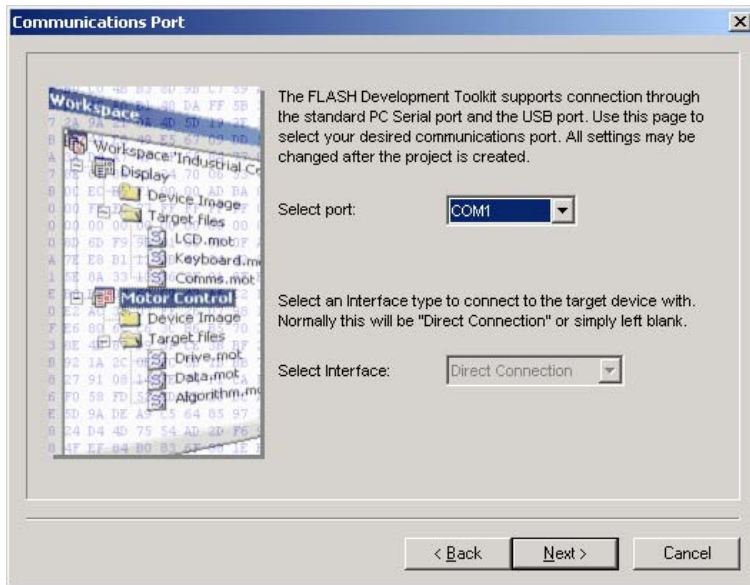 Communications Port
The FLASH Development Toolkit supports connection through
the standard PC Serial port and the USB port. Use this page to
select your desired communications port. All settings may be
changed after the project is created.
Select port:
COM1
Select an Interface type to connect to the target device with.
Normally this will be "Direct Connection" or simply left blank.
Select Interface:
Direct Connection
Workspace
Workspace 'Industrial Co
Display
Device Image
Target files
LCD.mot
Keyboard.m
Comms.mot
Motor Control
Device Image
Target files
Drive.mot
Data.mot
Algorithm.mo
< Back
Next >
Cancel